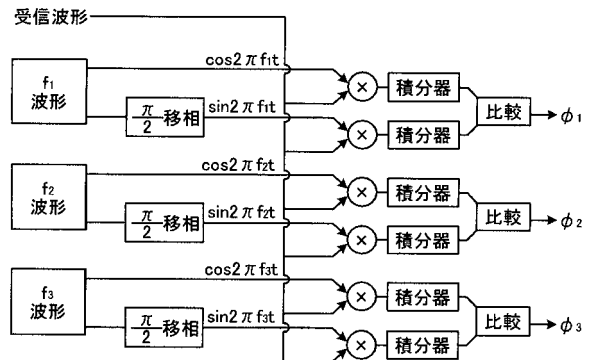 受信波形
cos2πf₁t
f₁
波形
積分器
π/2 移相
sin2πf₁t
比較
φ₁
積分器
cos2πf₂t
f₂
波形
積分器
π/2 移相
sin2πf₂t
比較
φ₂
積分器
cos2πf₃t
f₃
波形
積分器
π/2 移相
sin2πf₃t
比較
φ₃
積分器